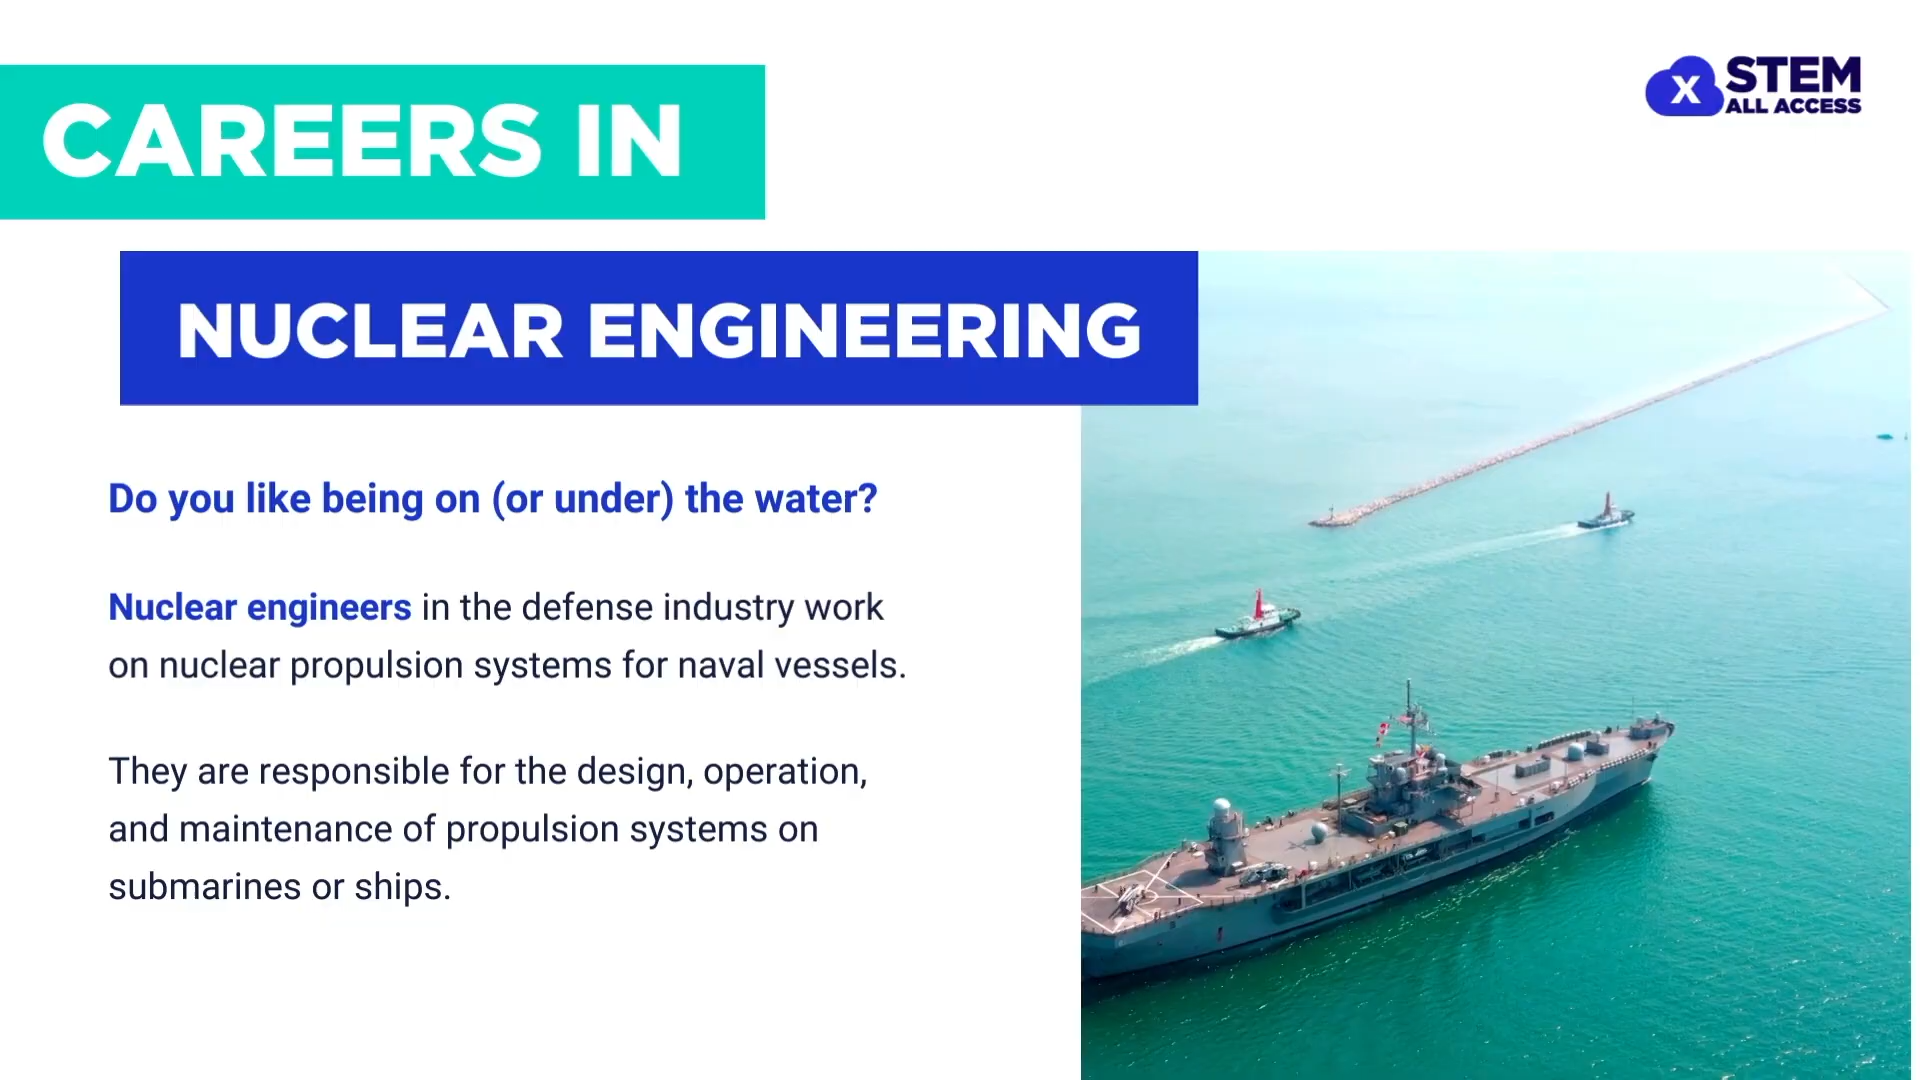 CAREERS IN
X STEM
ALL ACCESS
NUCLEAR ENGINEERING
Do you like being on (or under) the water?
Nuclear engineers in the defense industry work
on nuclear propulsion systems for naval vessels.
They are responsible for the design, operation,
and maintenance of propulsion systems on
submarines or ships.